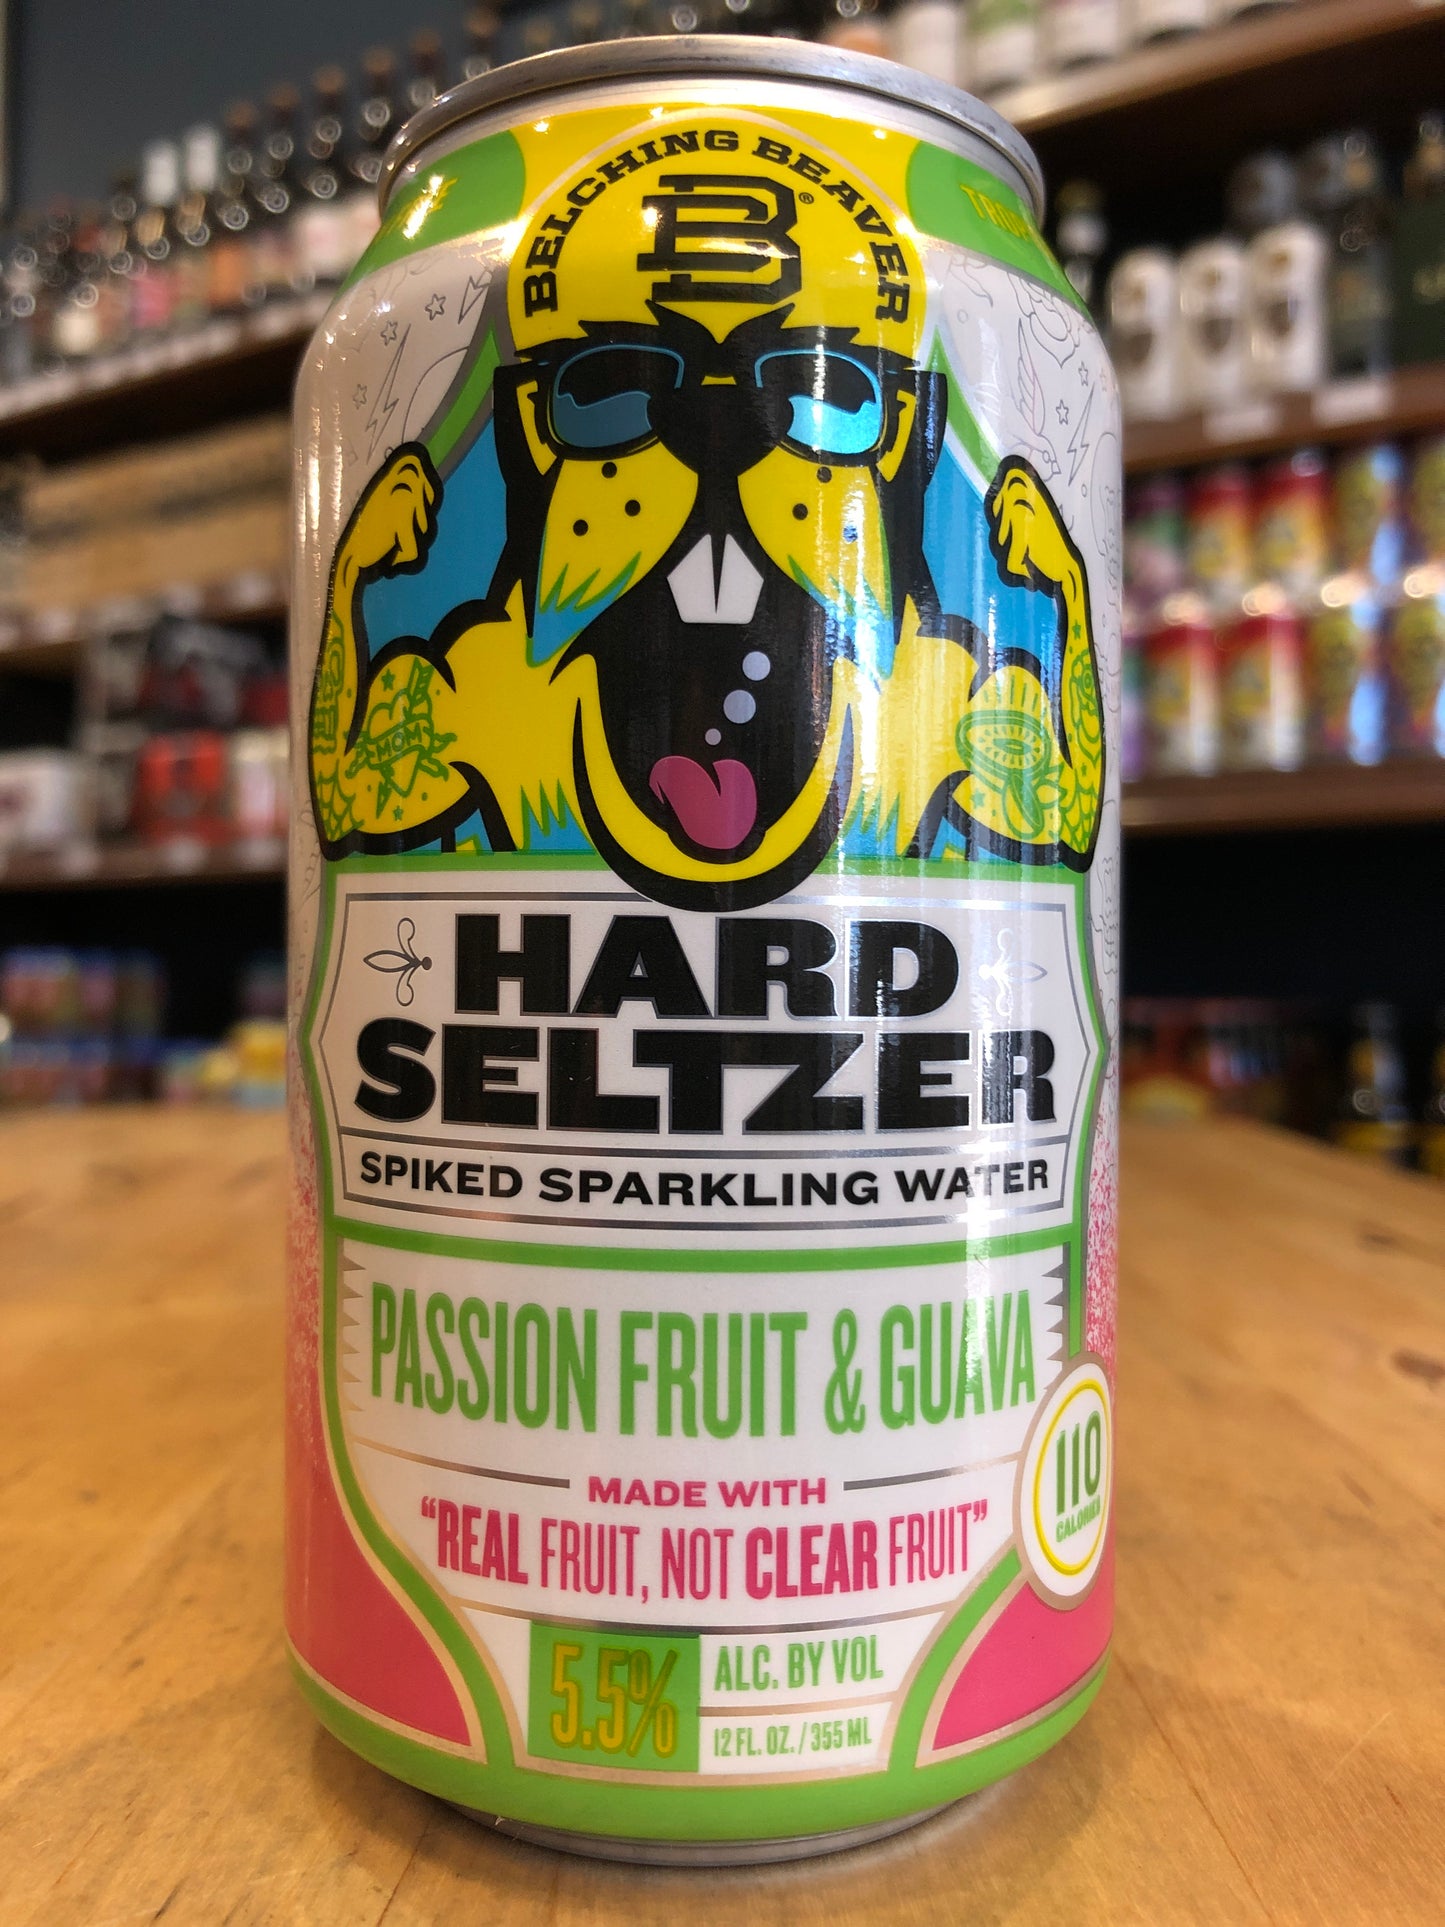 BELCHING BEAVER
B®
MOM
HARD
SELTZER
SPIKED SPARKLING WATER
PASSION FRUIT & GUAVA
MADE WITH
“REAL FRUIT, NOT CLEAR FRUIT”
110
CALORIES
5.5%
ALC. BY VOL
12 FL. OZ. / 355 ML